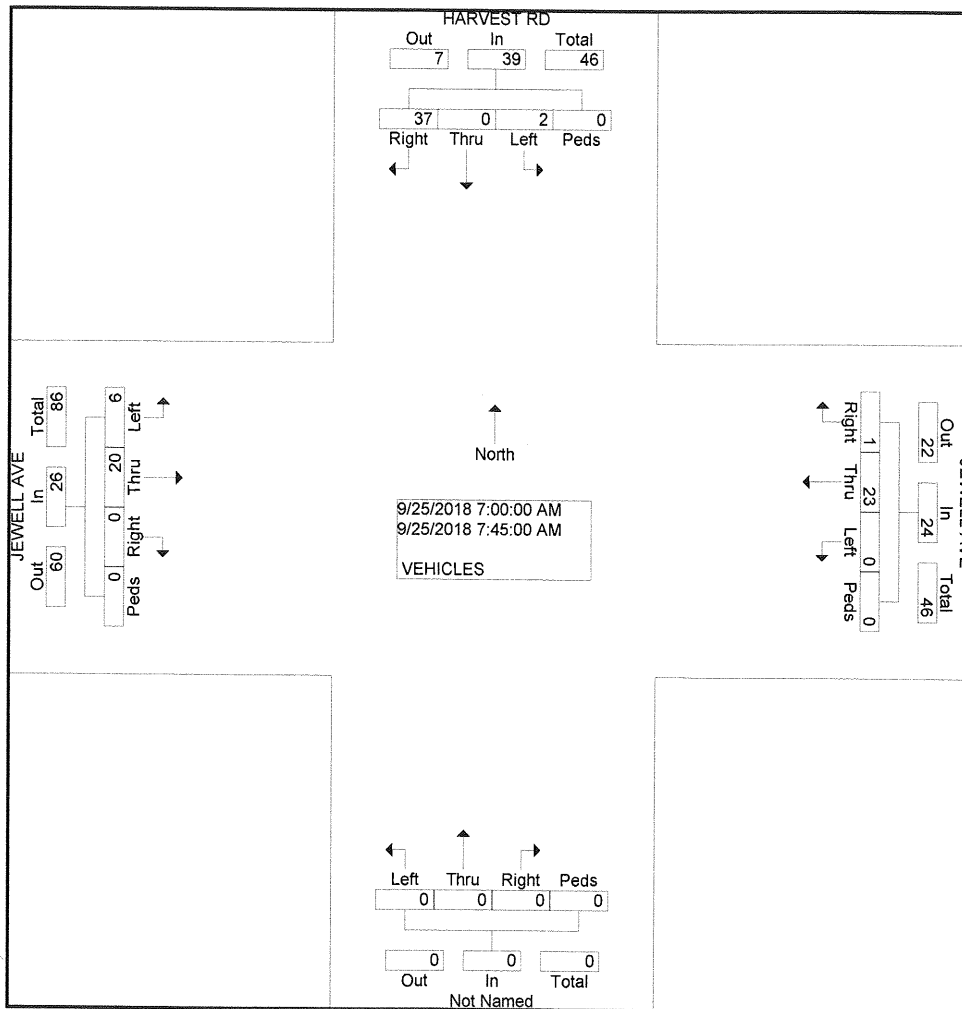 HARVEST RD
Out In Total
7 39 46
37 0 2 0
Right Thru Left Peds
JEWELL AVE
Out In Total
60 26 86
6 20 0 0
Left Thru Right Peds
North
9/25/2018 7:00:00 AM
9/25/2018 7:45:00 AM
VEHICLES
Right Thru Left Peds
1 23 0 0
Out In Total
22 24 46
JEWELL AVE
Left Thru Right Peds
0 0 0 0
0 0 0
Out In Total
Not Named